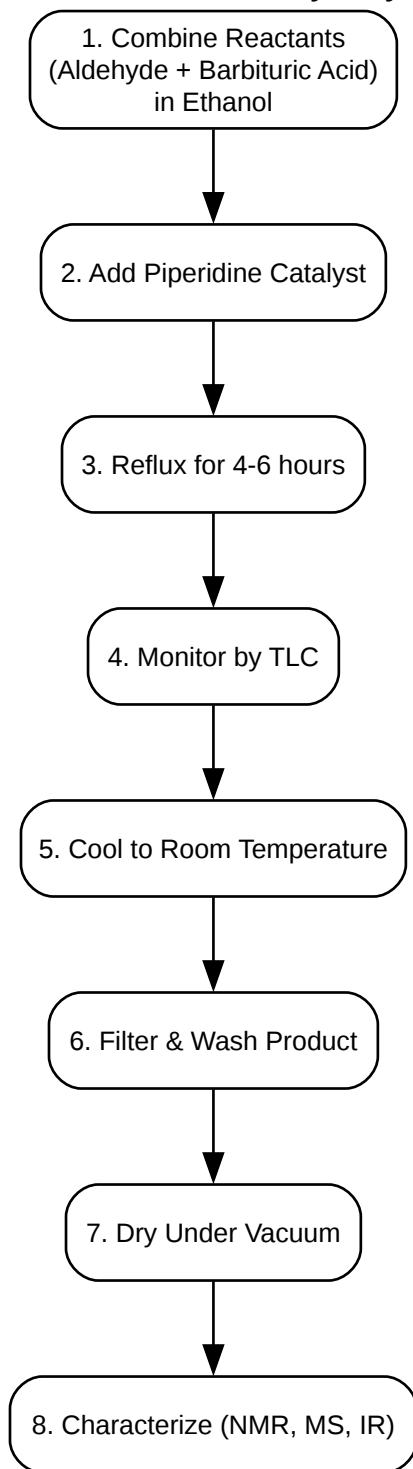 1. Combine Reactants
(Aldehyde + Barbituric Acid)
in Ethanol
2. Add Piperidine Catalyst
3. Reflux for 4-6 hours
4. Monitor by TLC
5. Cool to Room Temperature
6. Filter & Wash Product
7. Dry Under Vacuum
8. Characterize (NMR, MS, IR)